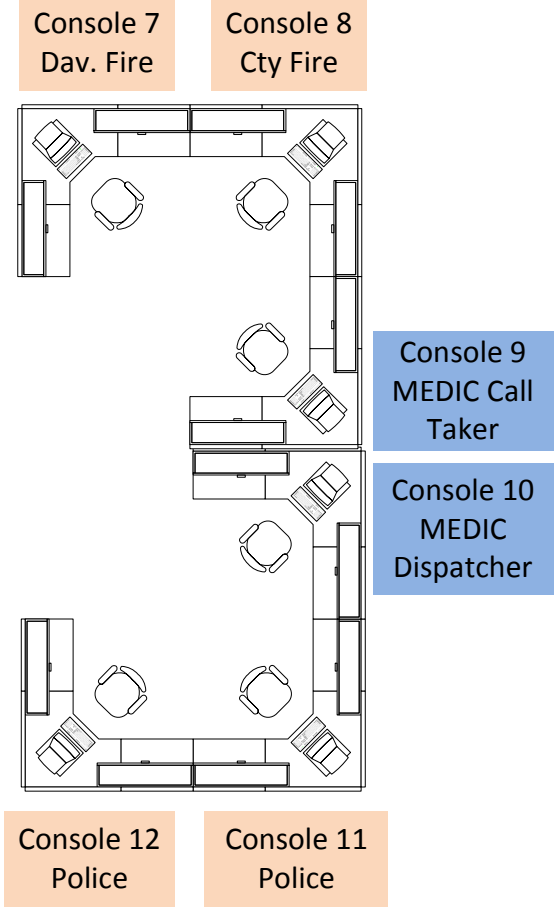 Console 7
Dav. Fire
Console 8
Cty Fire
Console 9
MEDIC Call
Taker
Console 10
MEDIC
Dispatcher
Console 12
Police
Console 11
Police